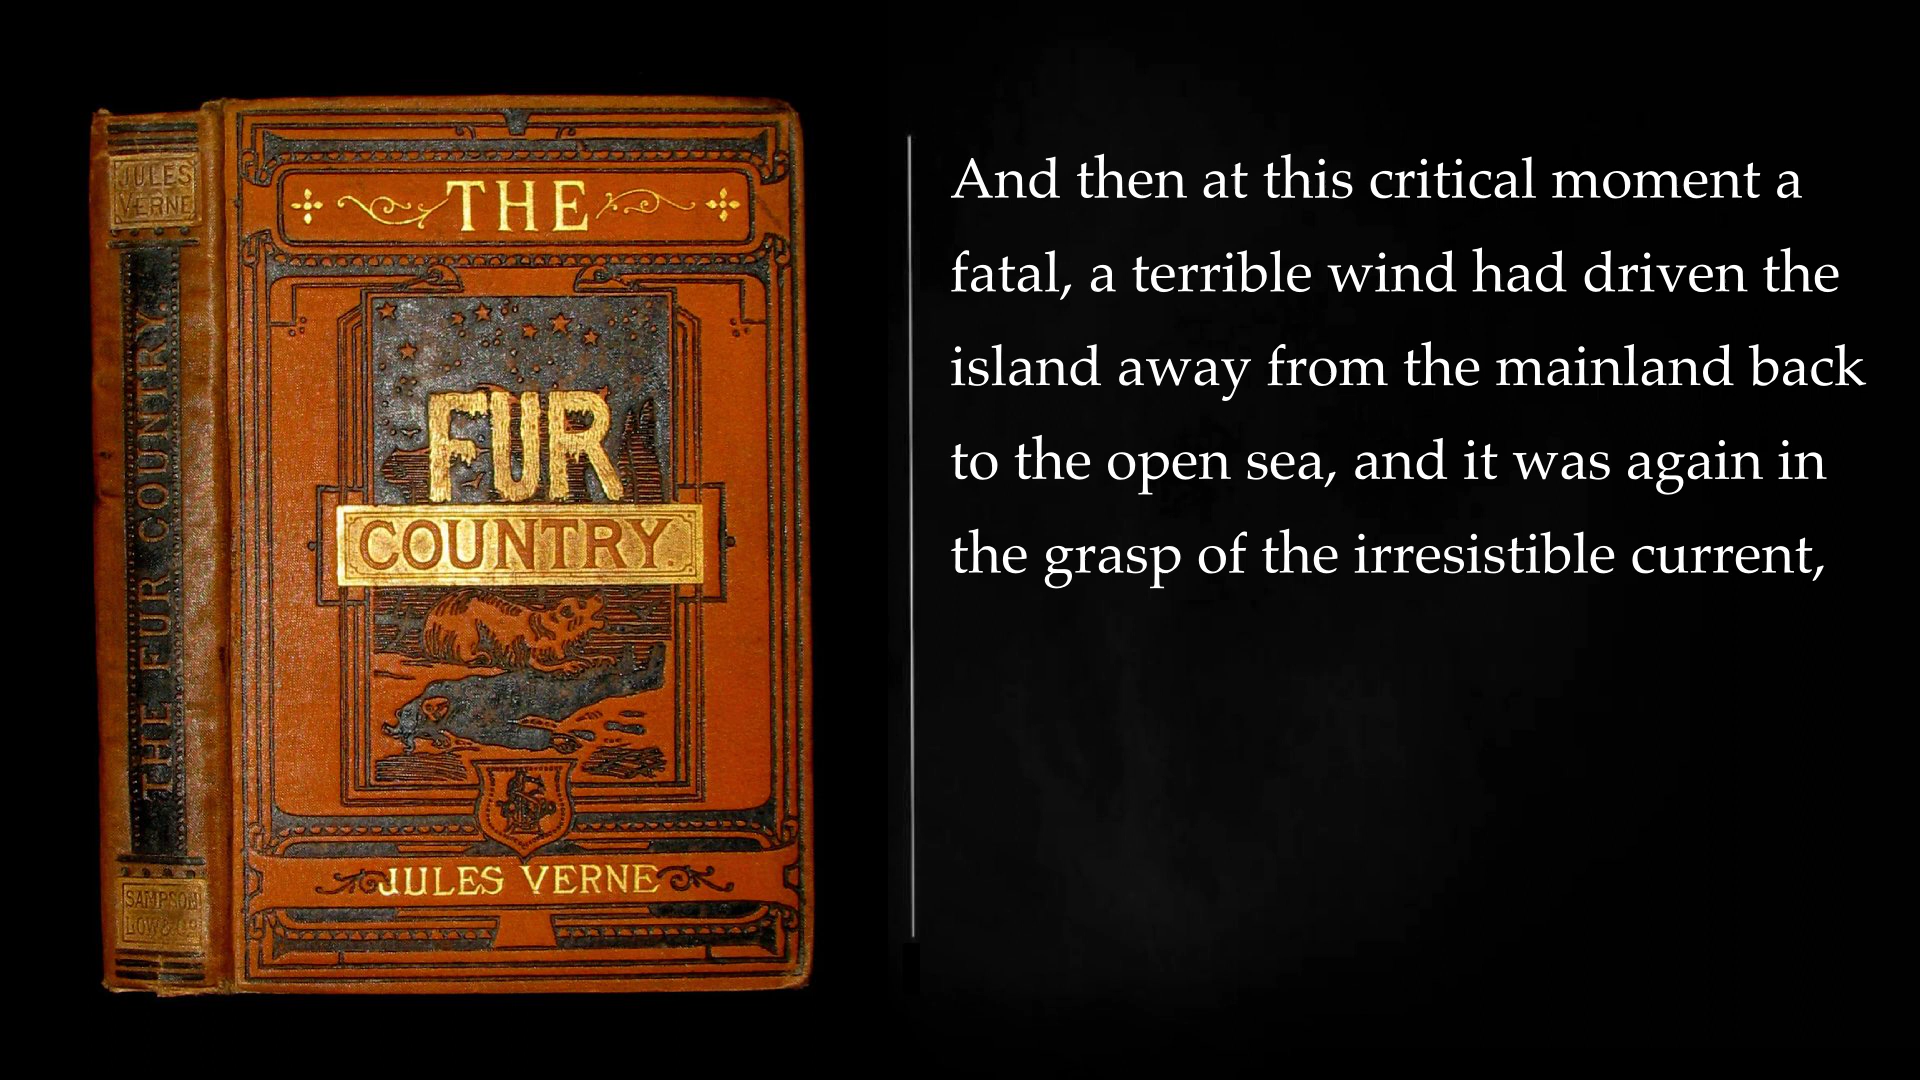 JULES
VERNE
THE FUR COUNTRY.
SAMPSON
LOW & Co
THE
FUR
COUNTRY.
JULES VERNE
And then at this critical moment a
fatal, a terrible wind had driven the
island away from the mainland back
to the open sea, and it was again in
the grasp of the irresistible current,